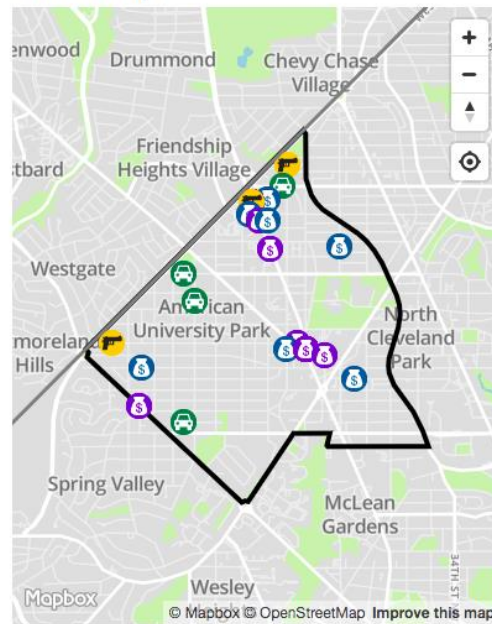 enwood
Drummond
Chevy Chase
Village
Friendship
Heights Village
stbard
Westgate
American
University Park
North
Cleveland
Park
moreland
Hills
Spring Valley
McLean
Gardens
Wesley
34TH ST
Mapbox
© Mapbox © OpenStreetMap Improve this map